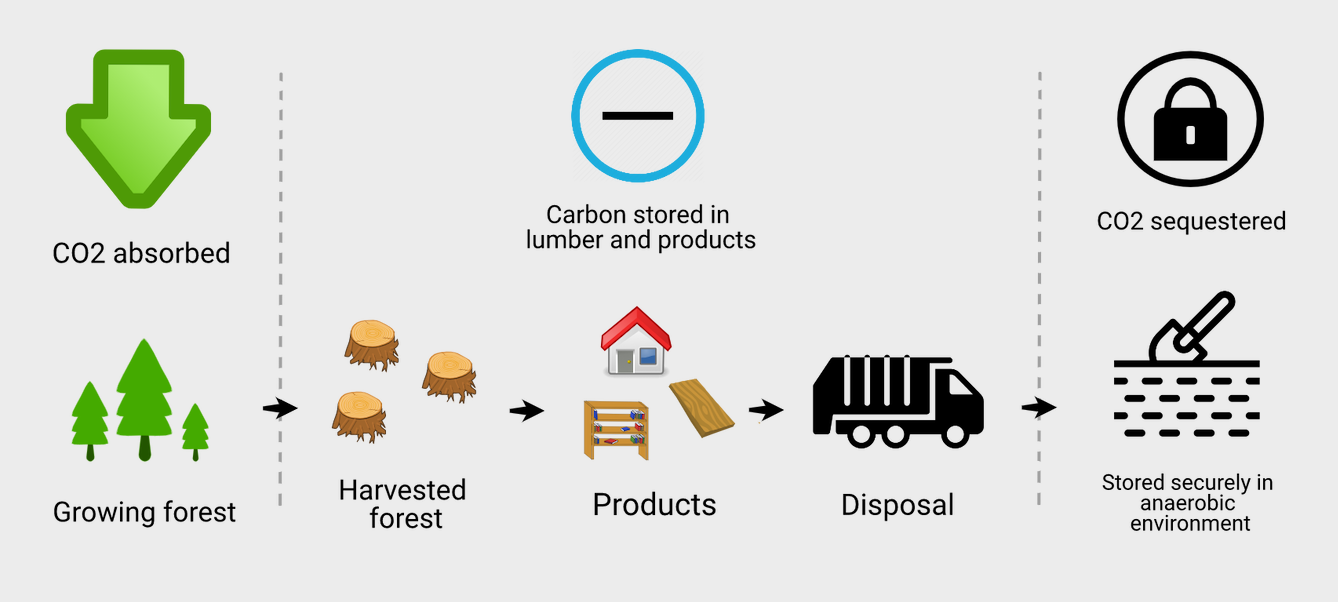 CO2 absorbed
Carbon stored in
lumber and products
CO2 sequestered
Growing forest
Harvested
forest
Products
Disposal
Stored securely in
anaerobic
environment